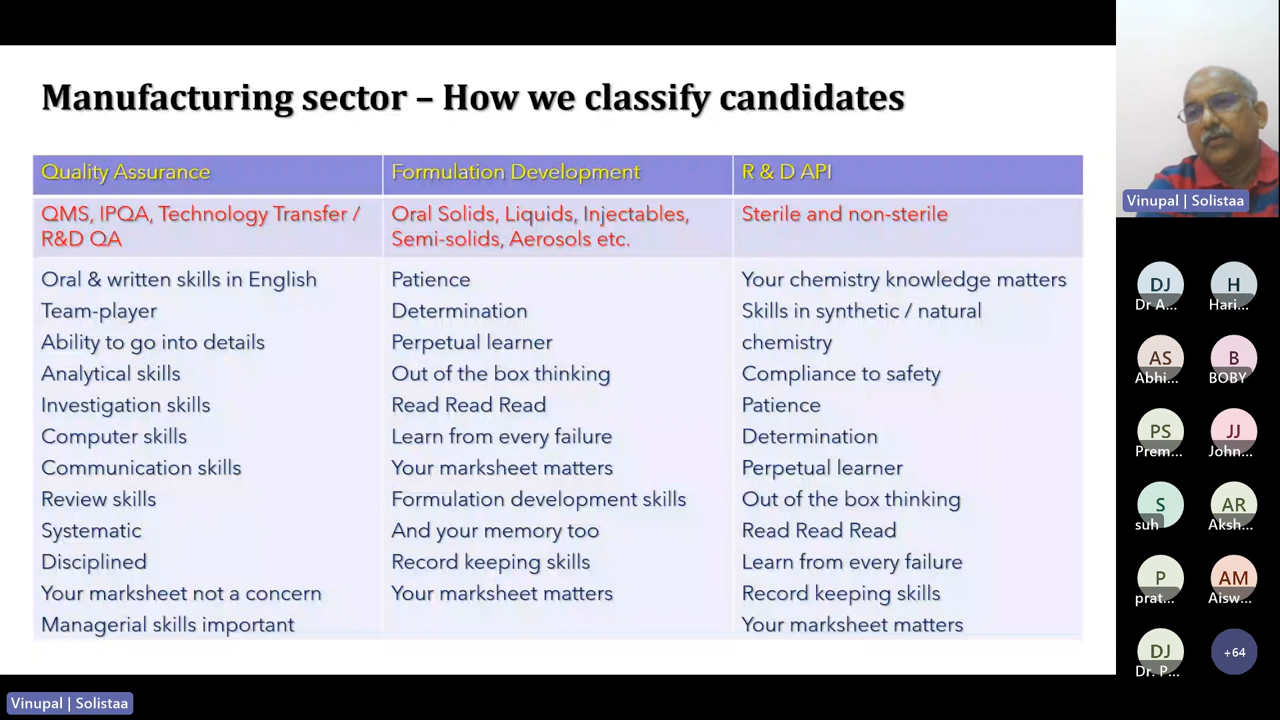 Manufacturing sector – How we classify candidates
Quality Assurance
Formulation Development
R & D API
QMS, IPQA, Technology Transfer /
R&D QA
Oral Solids, Liquids, Injectables,
Semi-solids, Aerosols etc.
Sterile and non-sterile
Oral & written skills in English
Team-player
Ability to go into details
Analytical skills
Investigation skills
Computer skills
Communication skills
Review skills
Systematic
Disciplined
Your marksheet not a concern
Managerial skills important
Patience
Determination
Perpetual learner
Out of the box thinking
Read Read Read
Learn from every failure
Your marksheet matters
Formulation development skills
And your memory too
Record keeping skills
Your marksheet matters
Your chemistry knowledge matters
Skills in synthetic / natural
chemistry
Compliance to safety
Patience
Determination
Perpetual learner
Out of the box thinking
Read Read Read
Learn from every failure
Record keeping skills
Your marksheet matters
Vinupal | Solistaa
DJ
Dr A...
H
Hari...
AS
Abhi...
B
BOBY
PS
Prem...
JJ
John...
S
suh
AR
Aksh...
P
prat...
AM
Aisw...
DJ
Dr. P...
+64
Vinupal | Solistaa